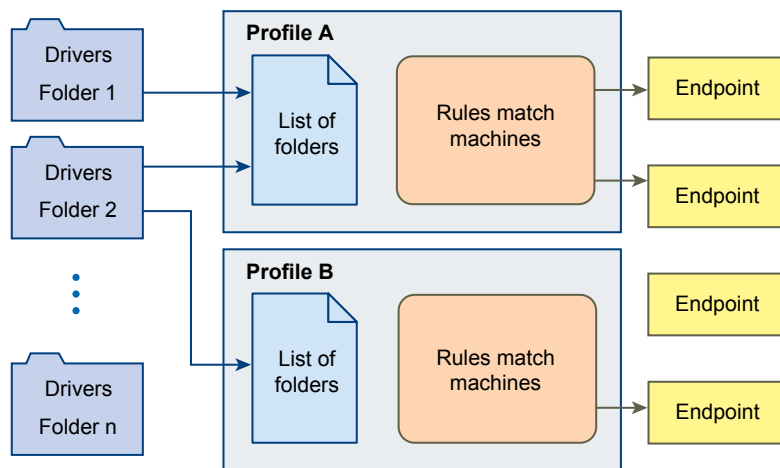 Drivers
Folder 1
Drivers
Folder 2
Drivers
Folder n
Profile A
List of
folders
Rules match
machines
Profile B
List of
folders
Rules match
machines
Endpoint
Endpoint
Endpoint
Endpoint